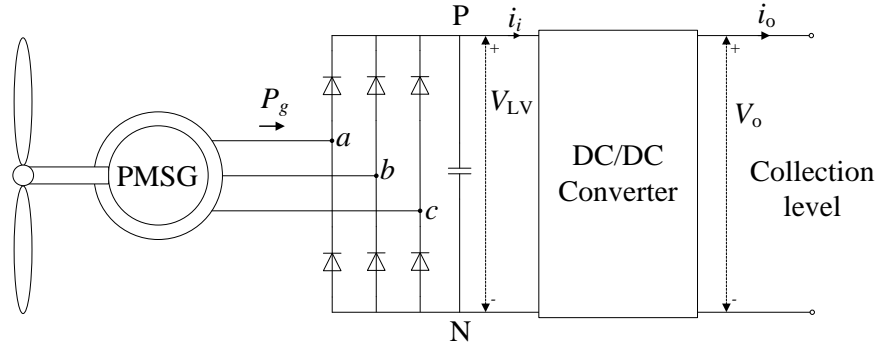 P
i_i
i_o
+
+
P_g
a
V_LV
V_o
PMSG
b
DC/DC
Converter
Collection
level
c
-
-
N